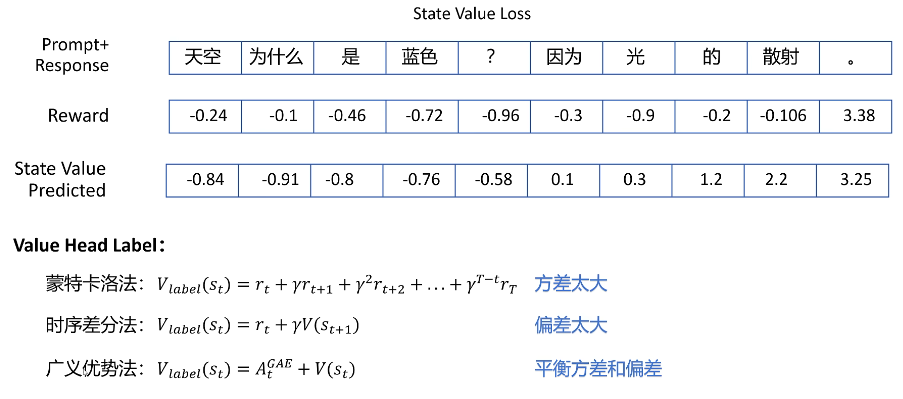 State Value Loss
Prompt+ Response 天空 为什么 是 蓝色 ? 因为 光 的 散射 。
Reward -0.24 -0.1 -0.46 -0.72 -0.96 -0.3 -0.9 -0.2 -0.106 3.38
State Value Predicted -0.84 -0.91 -0.8 -0.76 -0.58 0.1 0.3 1.2 2.2 3.25
Value Head Label：
蒙特卡洛法： $V_{label}(s_t) = r_t + \gamma r_{t+1} + \gamma^2 r_{t+2} + \ldots + \gamma^{T-t} r_T$ 方差太大
时序差分法： $V_{label}(s_t) = r_t + \gamma V(s_{t+1})$ 偏差太大
广义优势法： $V_{label}(s_t) = A_t^{GAE} + V(s_t)$ 平衡方差和偏差